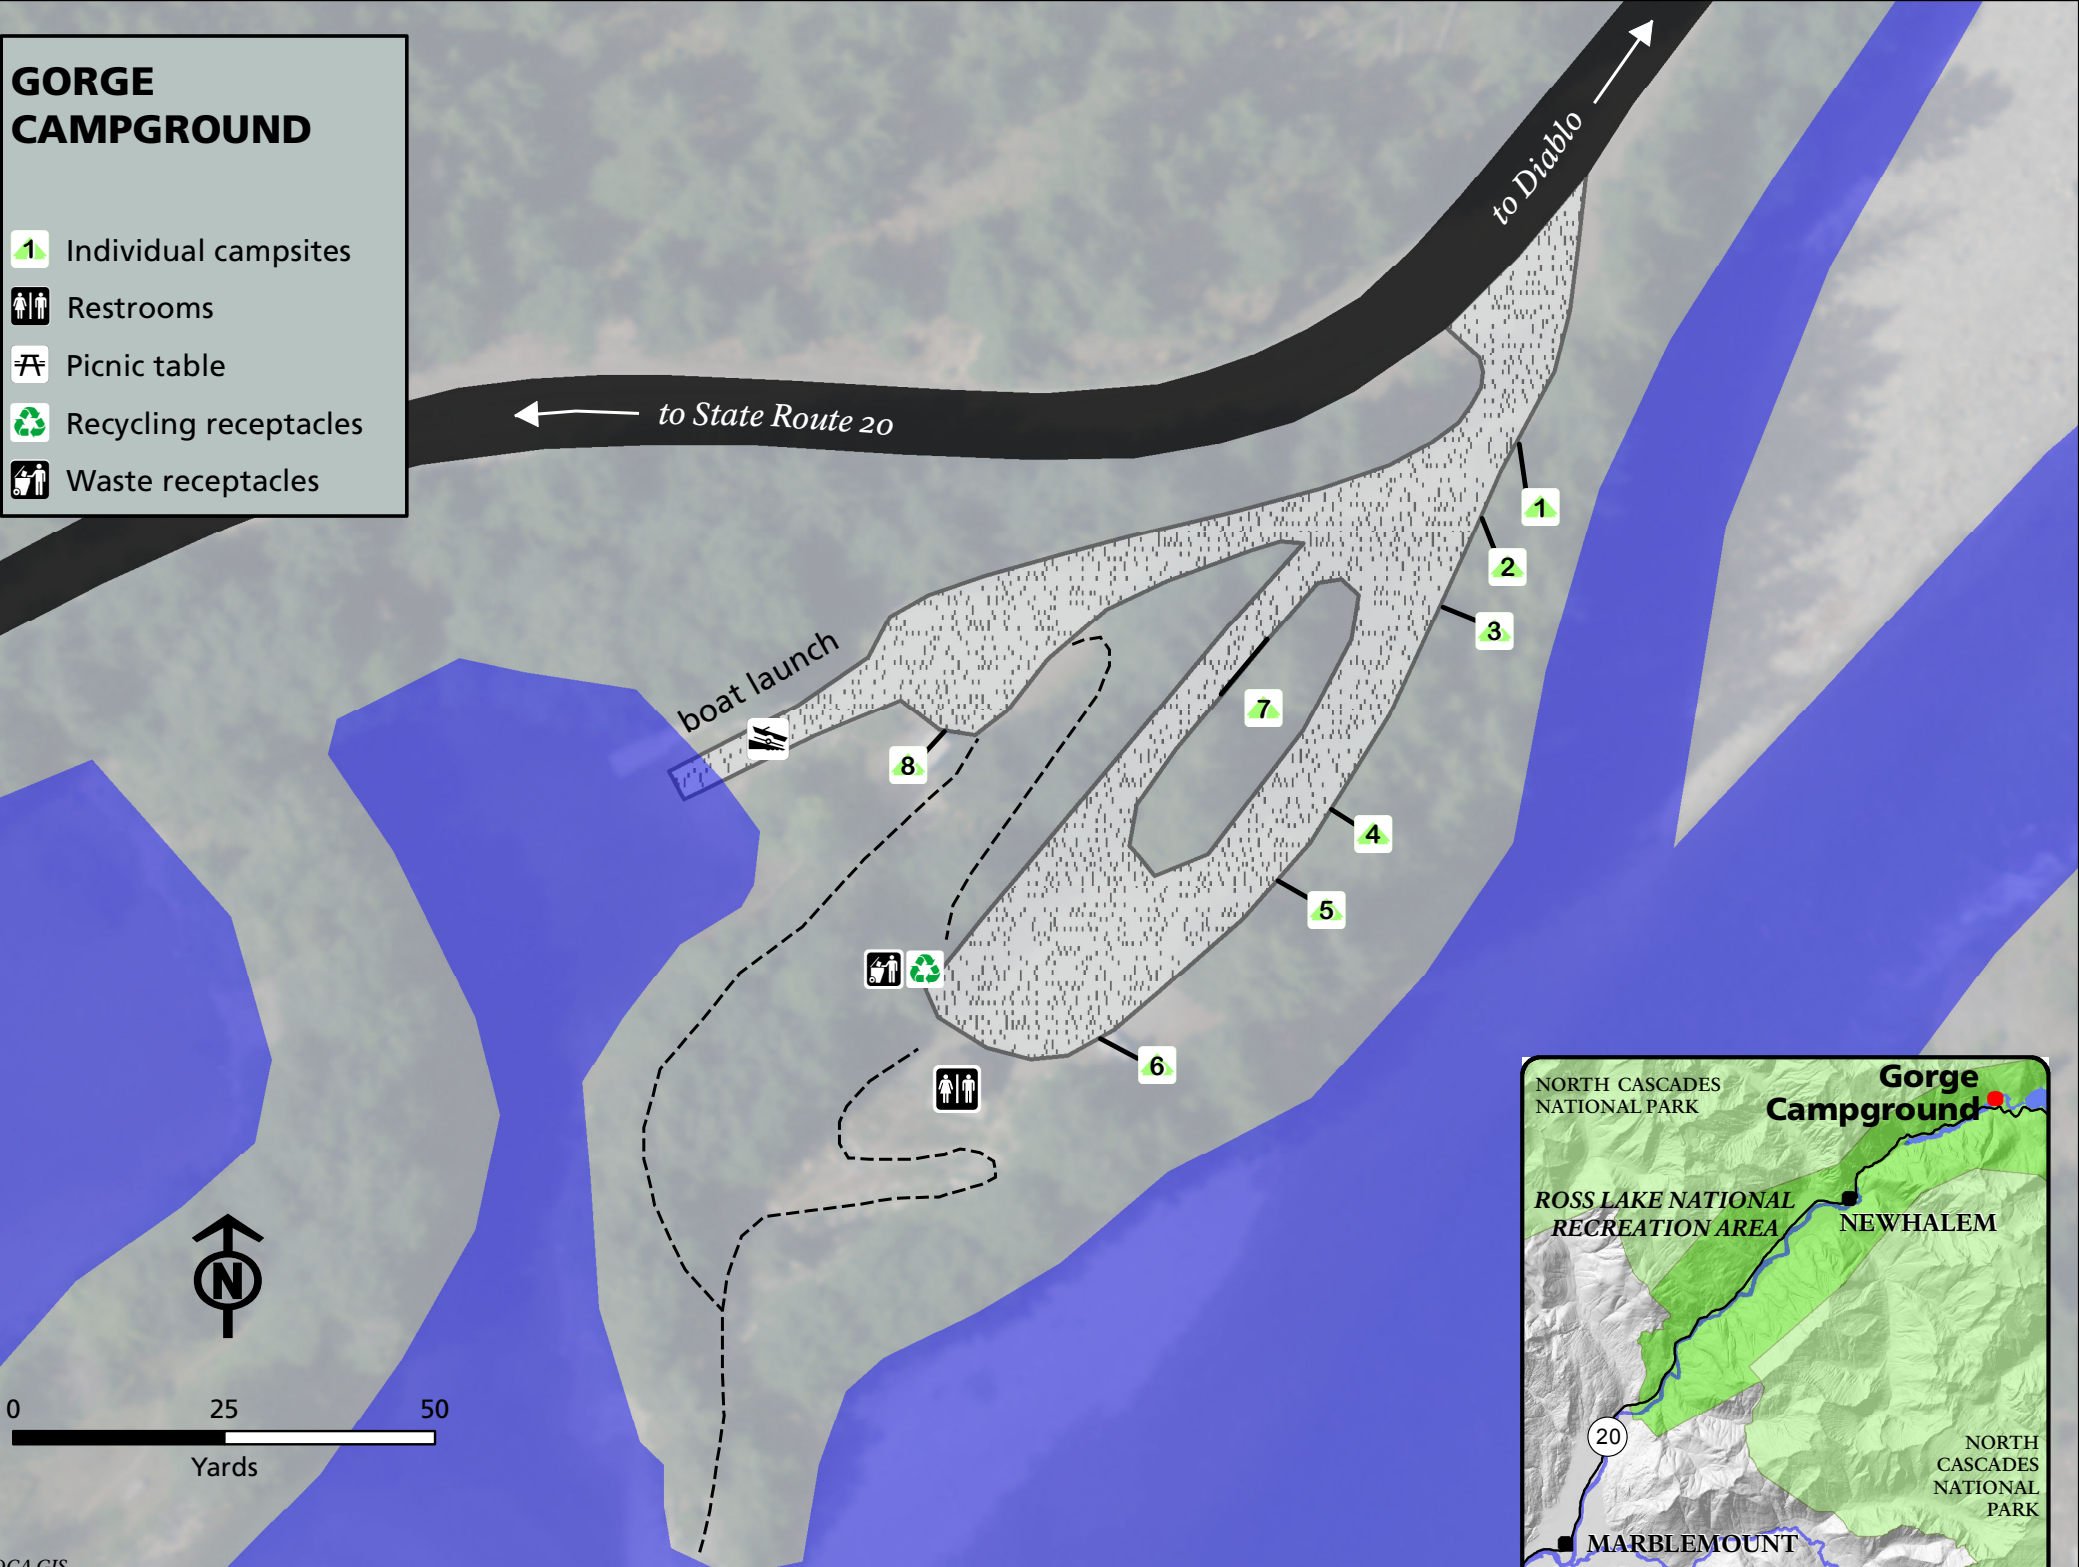 GORGE
CAMPGROUND
1 Individual campsites
Restrooms
Picnic table
Recycling receptacles
Waste receptacles
to Diablo
to State Route 20
boat launch
1
2
3
7
8
4
5
6
N
0 25 50
Yards
NORTH CASCADES
NATIONAL PARK
Gorge
Campground
ROSS LAKE NATIONAL
RECREATION AREA
NEWHALEM
20
NORTH
CASCADES
NATIONAL
PARK
MARBLEMOUNT